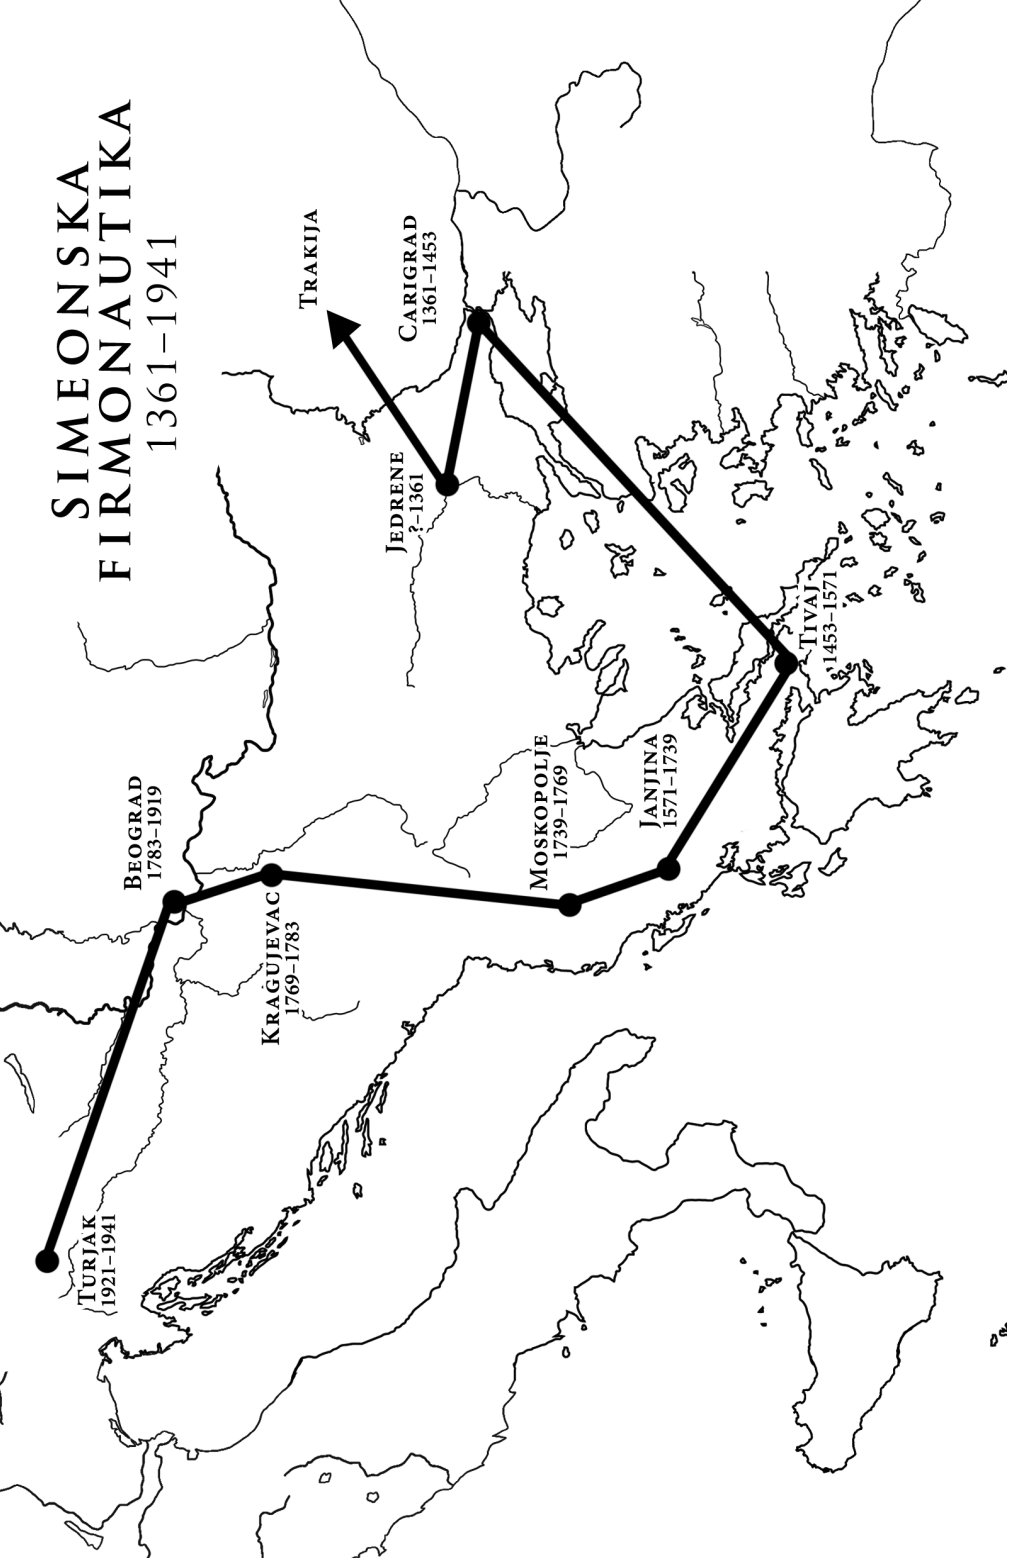 SIMEONSKA
FIRMONAUTIKA
1361–1941
TURJAK
1921–1941
BEOGRAD
1783–1919
KRAGUJEVAC
1769–1783
MOSKOPOLJE
1739–1769
JANJINA
1571–1739
TIVAJ
1453–1571
JEDRENE
?–1361
CARIGRAD
1361–1453
TRAKIJA